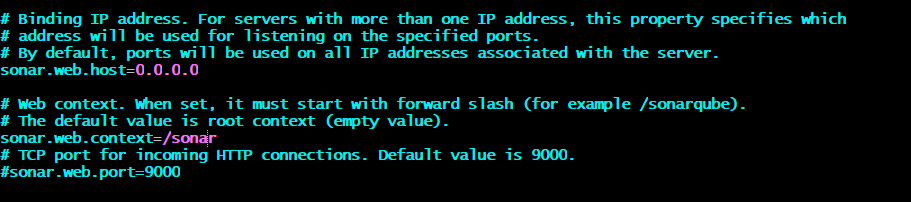 # Binding IP address. For servers with more than one IP address, this property specifies which
# address will be used for listening on the specified ports.
# By default, ports will be used on all IP addresses associated with the server.
sonar.web.host=0.0.0.0
# Web context. When set, it must start with forward slash (for example /sonarqube).
# The default value is root context (empty value).
sonar.web.context=/sonar
# TCP port for incoming HTTP connections. Default value is 9000.
#sonar.web.port=9000